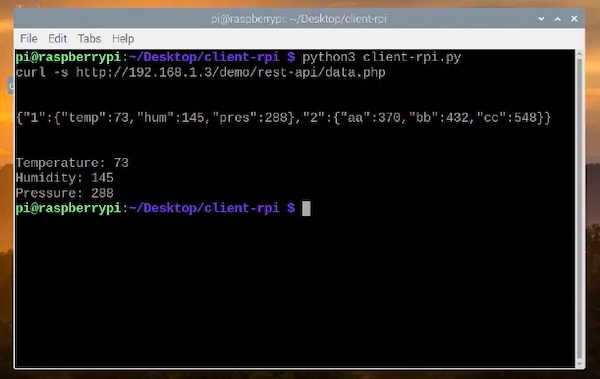 pi@raspberrypi: ~/Desktop/client-rpi
File Edit Tabs Help
pi@raspberrypi:~/Desktop/client-rpi $ python3 client-rpi.py
curl -s http://192.168.1.3/demo/rest-api/data.php
{"1":{"temp":73,"hum":145,"pres":288},"2":{"aa":370,"bb":432,"cc":548}}
Temperature: 73
Humidity: 145
Pressure: 288
pi@raspberrypi:~/Desktop/client-rpi $